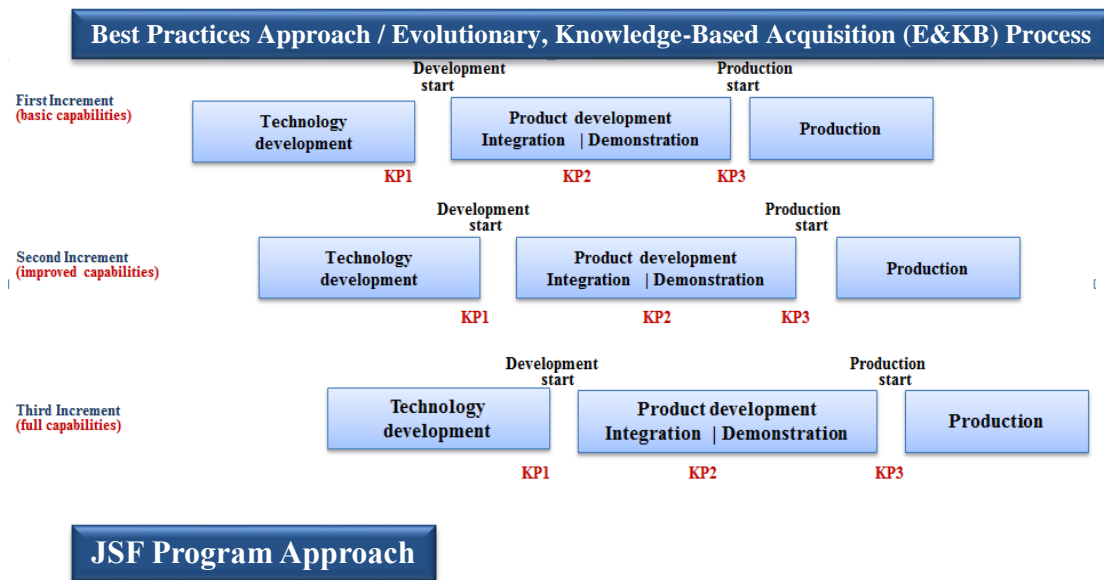 Best Practices Approach / Evolutionary, Knowledge-Based Acquisition (E&KB) Process
Development
start
Production
start
First Increment
(basic capabilities)
Technology
development
Product development
Integration | Demonstration
Production
KP1
KP2
KP3
Development
start
Production
start
Second Increment
(improved capabilities)
Technology
development
Product development
Integration | Demonstration
Production
KP1
KP2
KP3
Development
start
Production
start
Third Increment
(full capabilities)
Technology
development
Product development
Integration | Demonstration
Production
KP1
KP2
KP3
JSF Program Approach